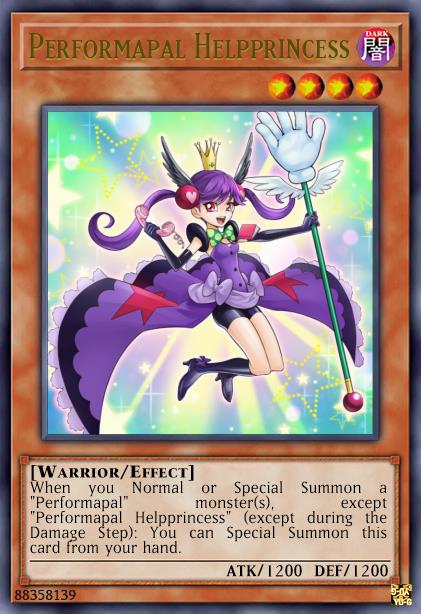 PERFORMAPAL HELPPRINCESS
DARK
闇
[WARRIOR/EFFECT]
When you Normal or Special Summon a
"Performapal" monster(s), except
"Performapal Helpprincess" (except during the
Damage Step): You can Special Summon this
card from your hand.
ATK/1200 DEF/1200
88358139